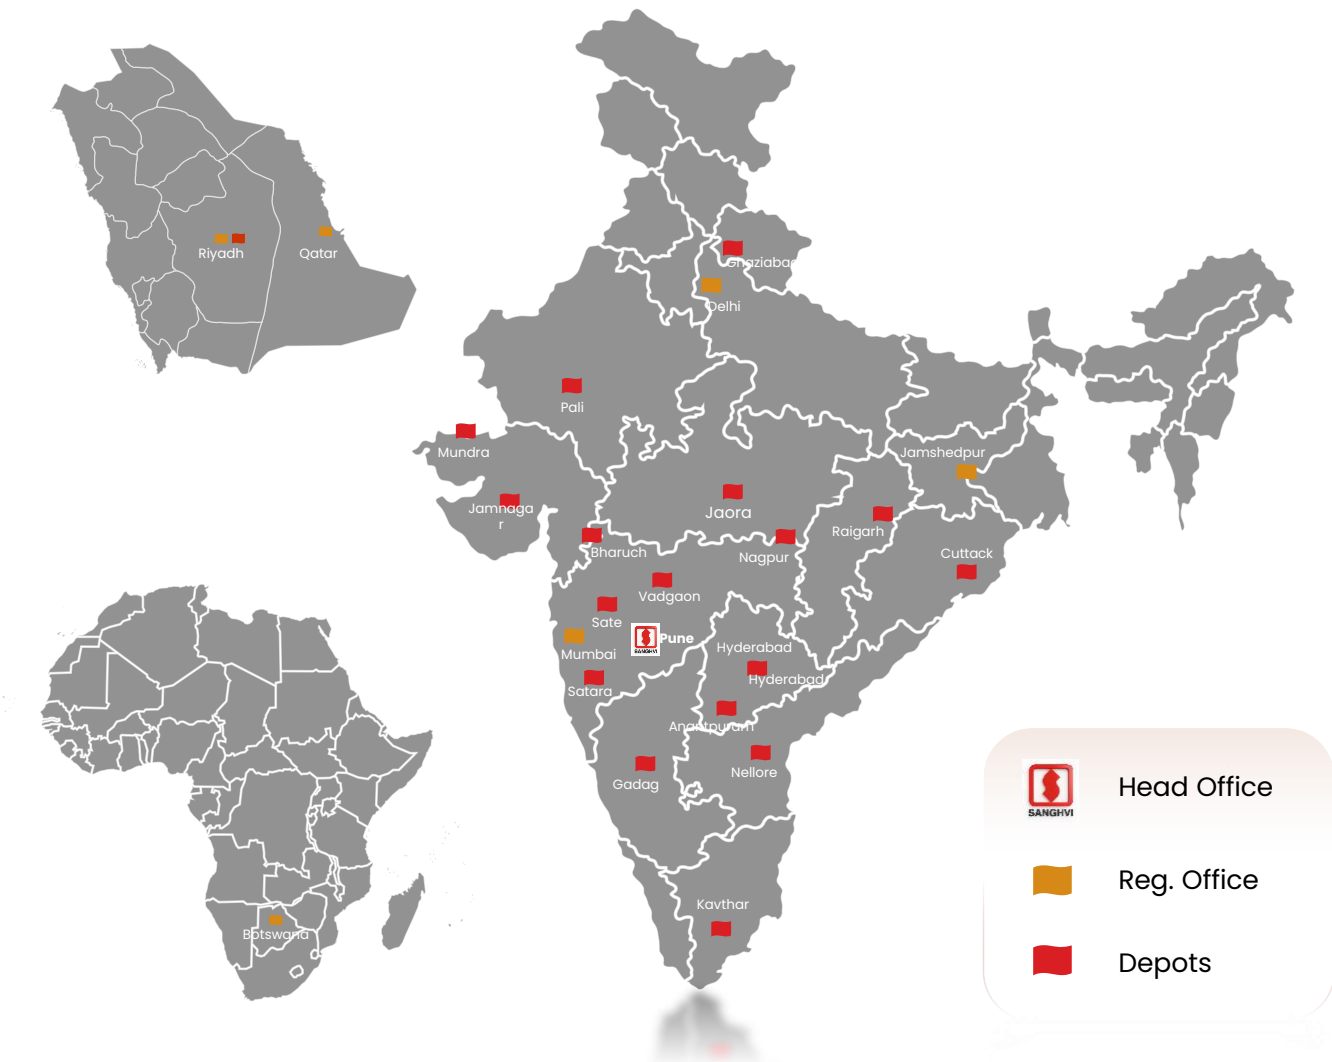 Riyadh
Qatar
Ghaziabad
Delhi
Pali
Mundra
Jamnaga
r
Jamshedpur
Jaora
Raigarh
Bharuch
Nagpur
Cuttack
Vadgaon
Sate
SANGHVI
Pune
Mumbai
Hyderabad
Hyderabad
Satara
Anantpuram
Nellore
Gadag
Kavthar
Botswana
SANGHVI
Head Office
Reg. Office
Depots